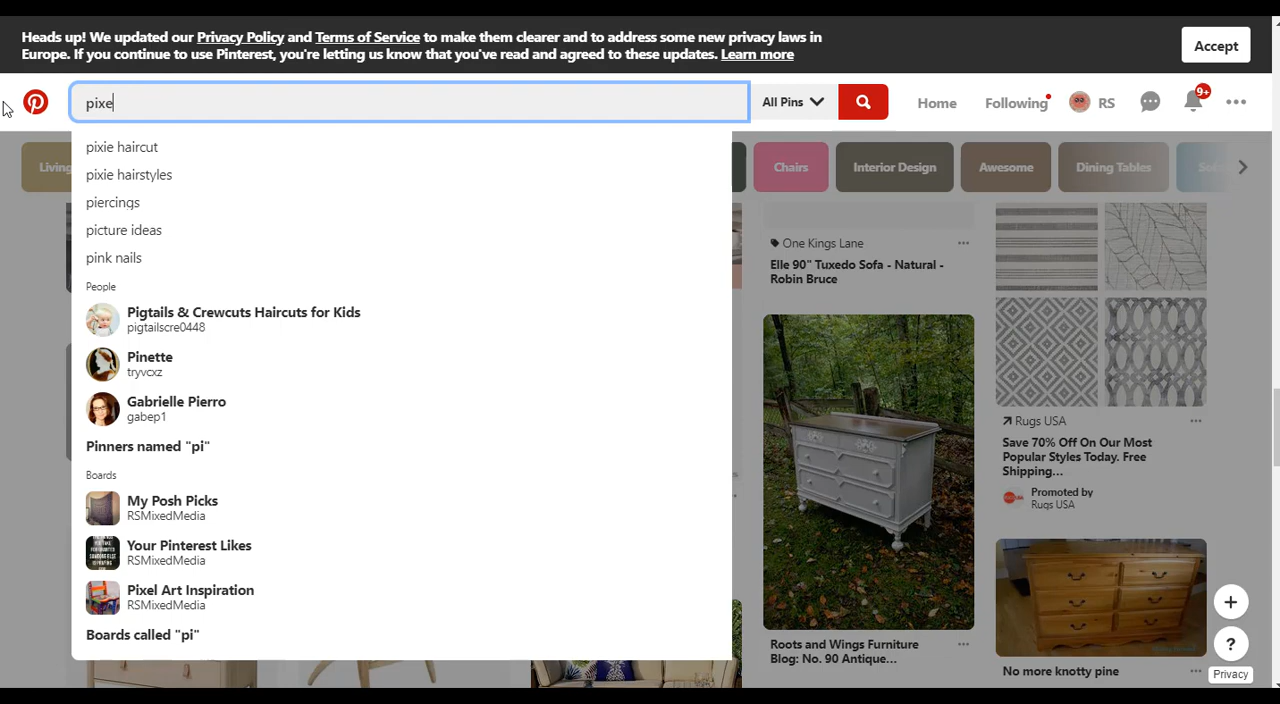 Heads up! We updated our Privacy Policy and Terms of Service to make them clearer and to address some new privacy laws in
Europe. If you continue to use Pinterest, you're letting us know that you've read and agreed to these updates. Learn more
Accept
pixe
All Pins
Home
Following
RS
9+
Living
Chairs
Interior Design
Awesome
Dining Tables
pixie haircut
pixie hairstyles
piercings
picture ideas
pink nails
People
Pigtails & Crewcuts Haircuts for Kids
pigtailscre0448
Pinette
tryvcxz
Gabrielle Pierro
gabep1
Pinners named "pi"
Boards
My Posh Picks
RSMixedMedia
Your Pinterest Likes
RSMixedMedia
Pixel Art Inspiration
RSMixedMedia
Boards called "pi"
One Kings Lane
Elle 90" Tuxedo Sofa - Natural -
Robin Bruce
Roots and Wings Furniture
Blog: No. 90 Antique...
Rugs USA
Save 70% Off On Our Most
Popular Styles Today. Free
Shipping...
Promoted by
Rugs USA
No more knotty pine
+
?
Privacy